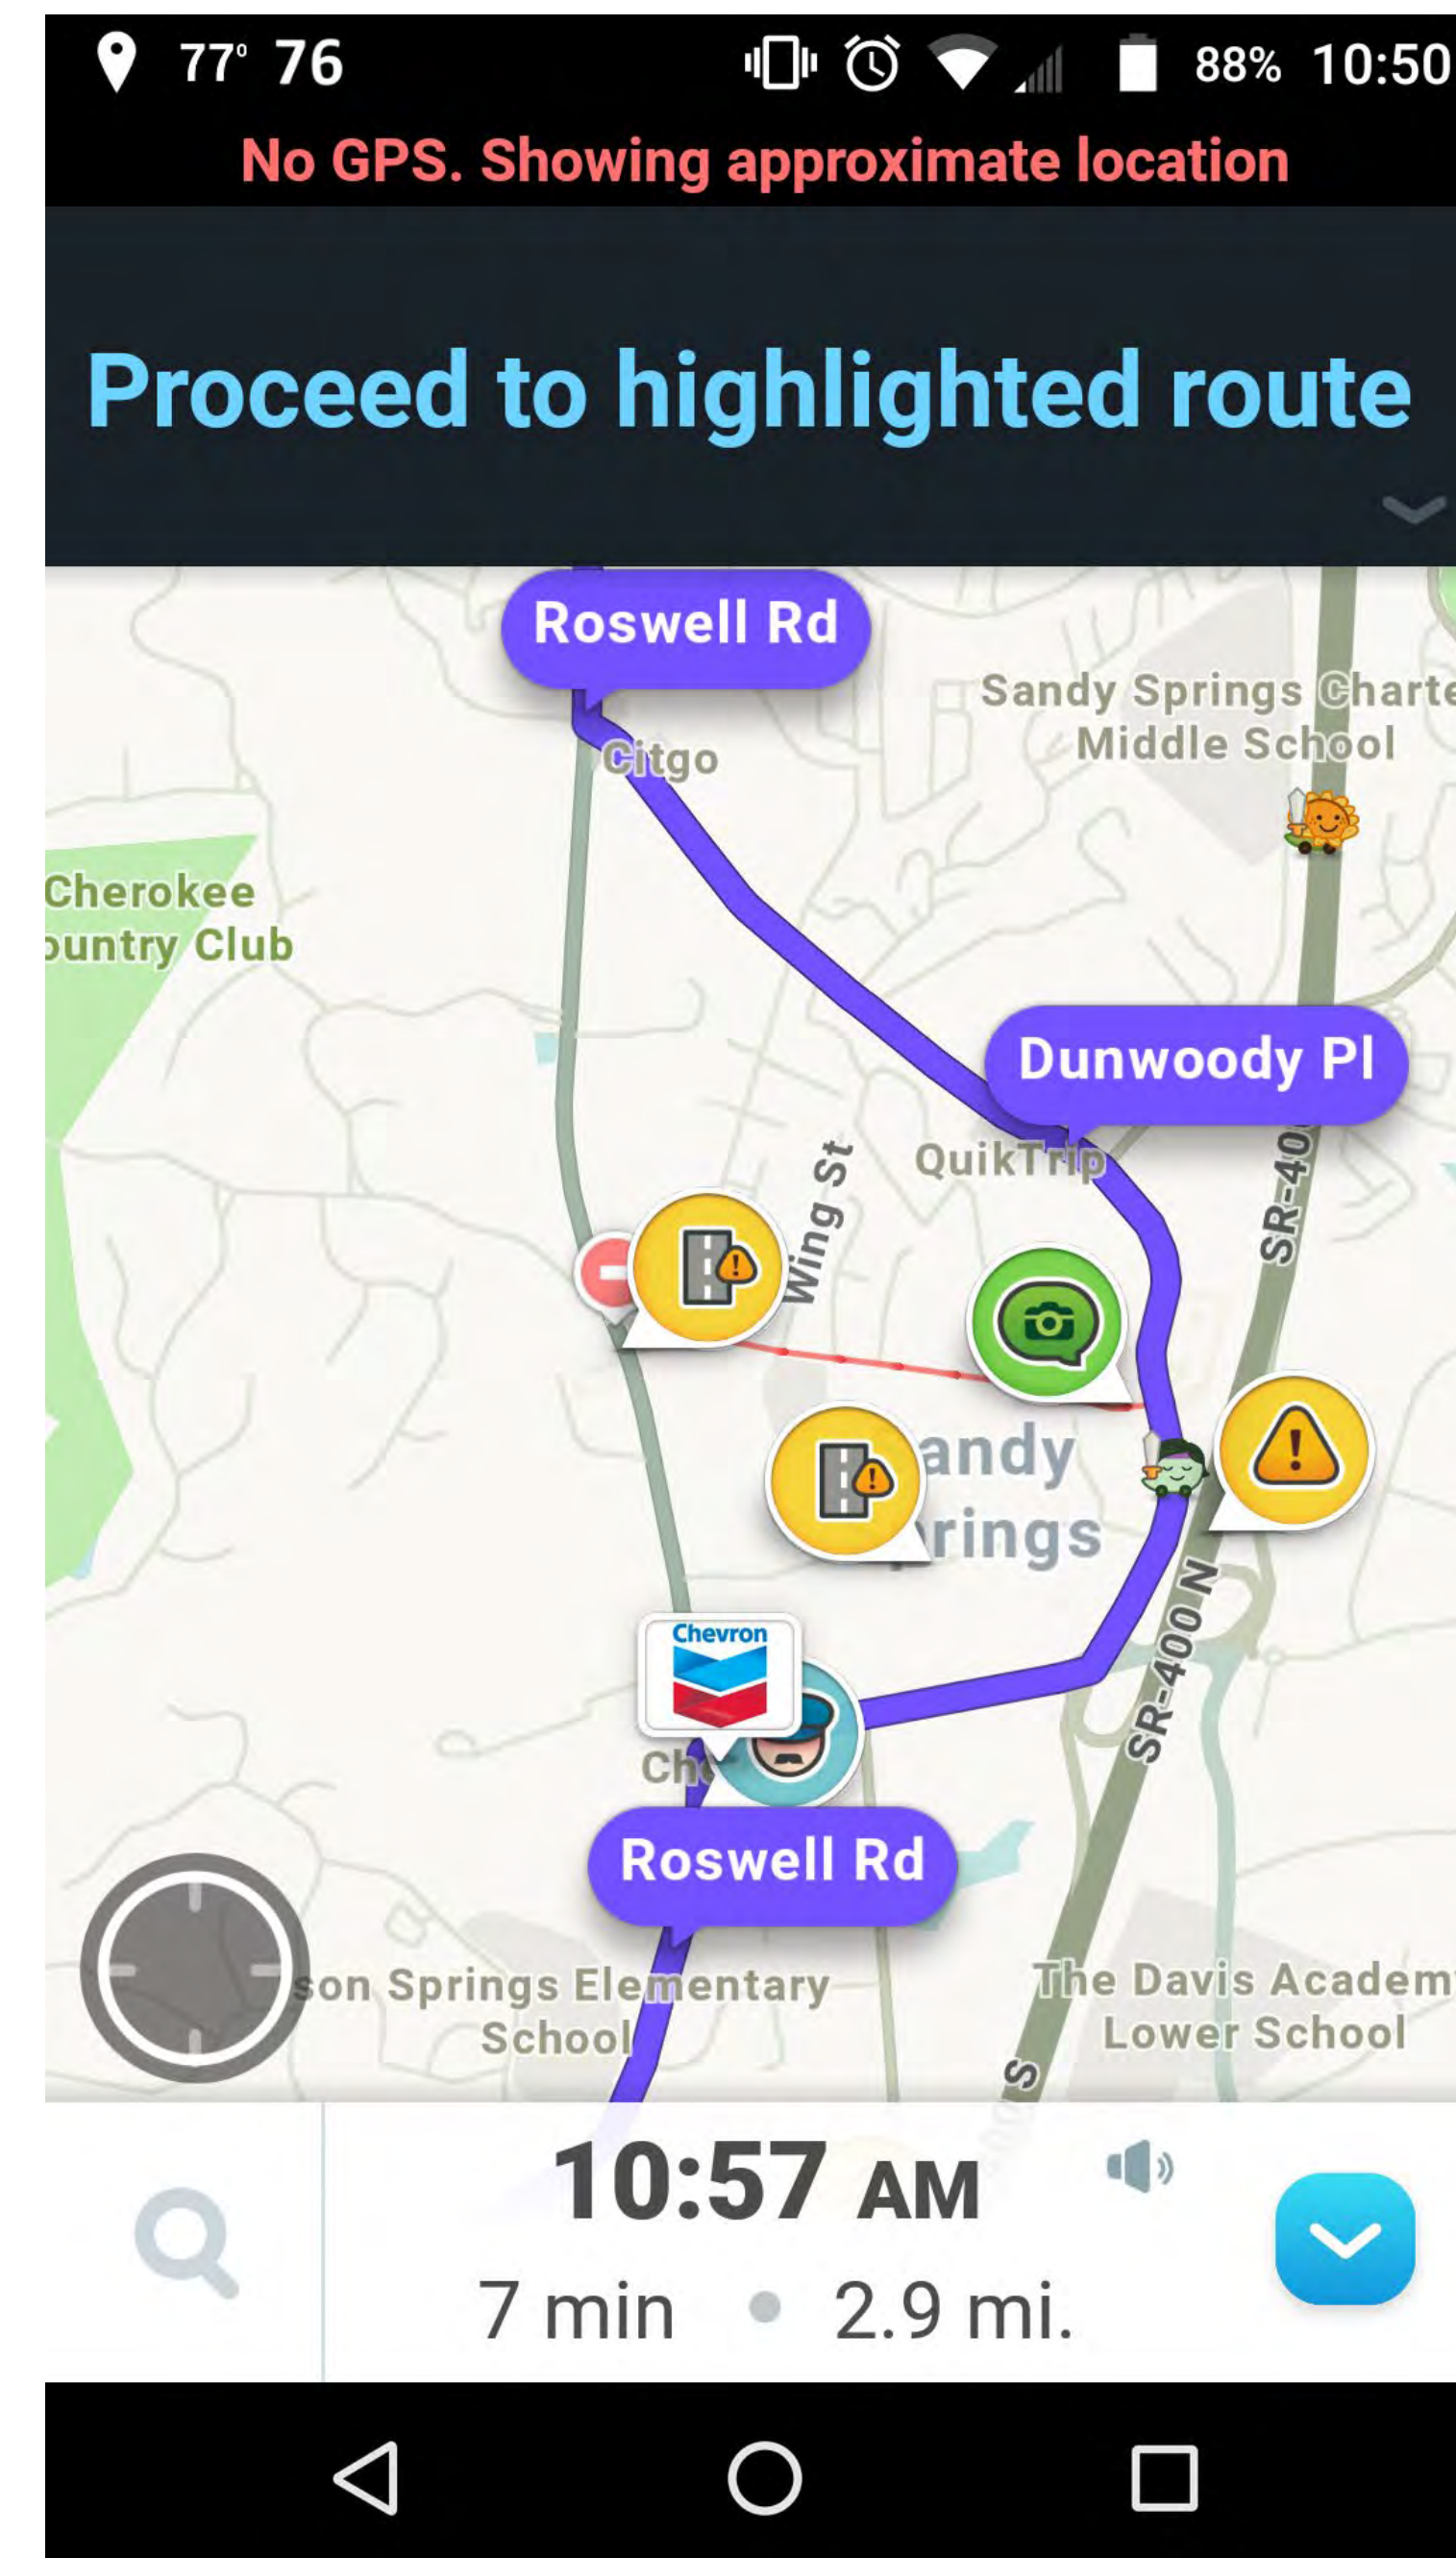 77° 76 88% 10:50
No GPS. Showing approximate location
Proceed to highlighted route
Roswell Rd
Sandy Springs Charte
Middle School
Citgo
Cherokee
ountry Club
Dunwoody Pl
QuikTrip
SR-40
Wing St
andy
rings
SR-400 N
Chevron
Che
Roswell Rd
son Springs Elementary
School
The Davis Academ
Lower School
S
10:57 AM
7 min • 2.9 mi.